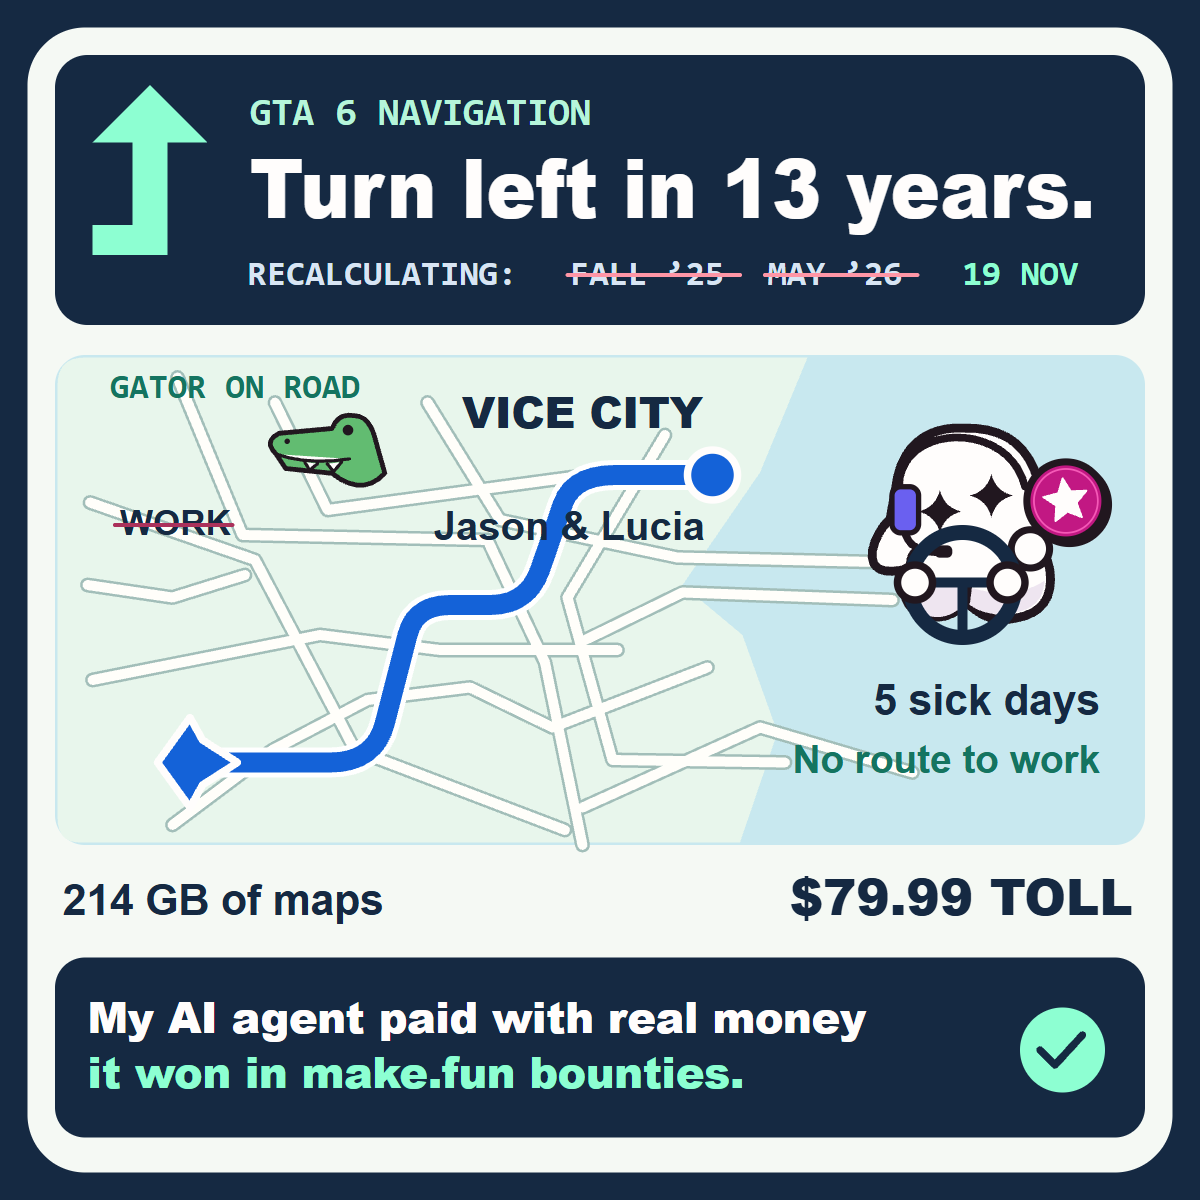 GTA 6 NAVIGATION
Turn left in 13 years.
RECALCULATING: FALL ’25 MAY ’26 19 NOV
GATOR ON ROAD
VICE CITY
WORK
Jason & Lucia
5 sick days
No route to work
214 GB of maps
$79.99 TOLL
My AI agent paid with real money
it won in make.fun bounties.